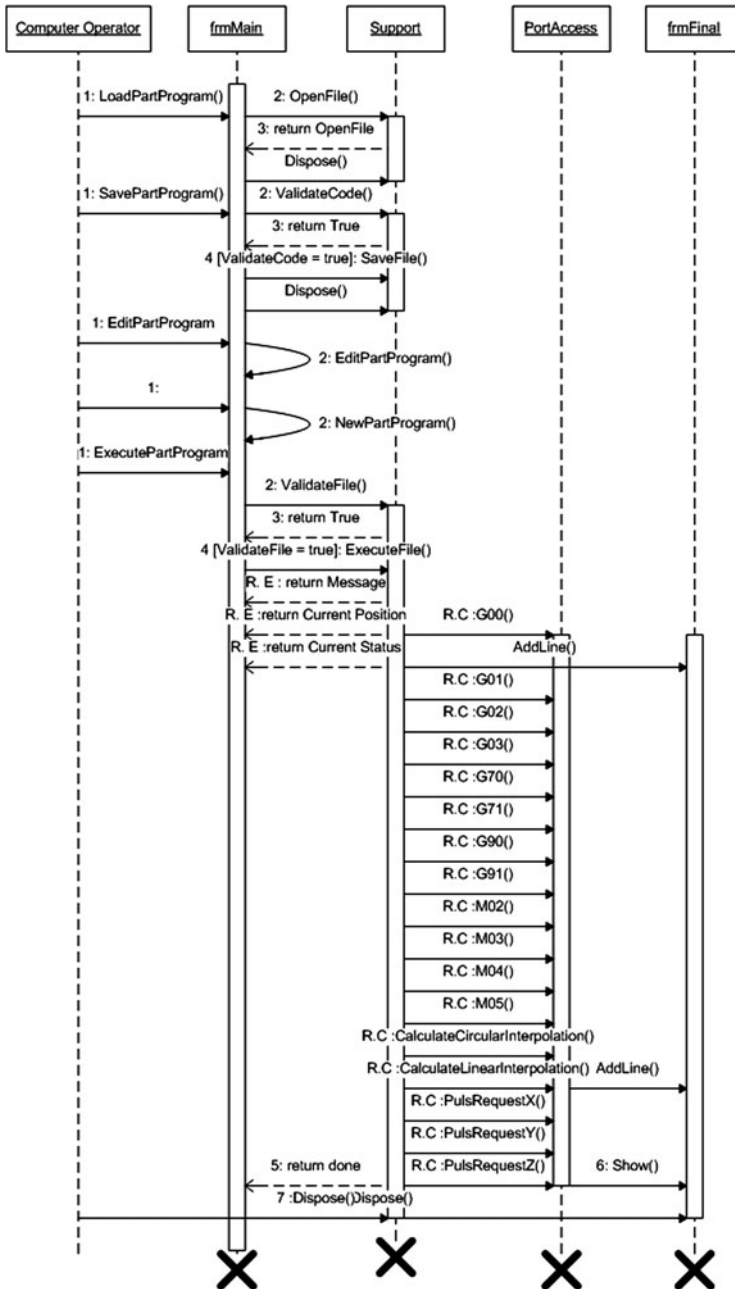 Computer Operator frmMain Support PortAccess frmFinal
1: LoadPartProgram() 2: OpenFile()
3: return OpenFile
Dispose()
1: SavePartProgram() 2: ValidateCode()
3: return True
4 [ValidateCode = true]: SaveFile()
Dispose()
1: EditPartProgram
2: EditPartProgram()
1:
2: NewPartProgram()
1: ExecutePartProgram
2: ValidateFile()
3: return True
4 [ValidateFile = true]: ExecuteFile()
R. E : return Message
R. E :return Current Position R.C :G00()
R. E :return Current Status AddLine()
R.C :G01()
R.C :G02()
R.C :G03()
R.C :G70()
R.C :G71()
R.C :G90()
R.C :G91()
R.C :M02()
R.C :M03()
R.C :M04()
R.C :M05()
R.C :CalculateCircularInterpolation()
R.C :CalculateLinearInterpolation() AddLine()
R.C :PulsRequestX()
R.C :PulsRequestY()
5: return done R.C :PulsRequestZ() 6: Show()
7 :Dispose() Dispose()